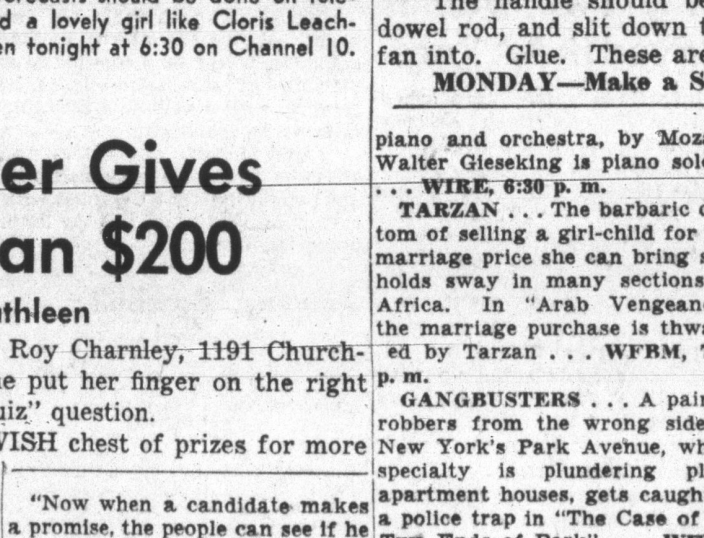 a lovely girl like Cloris Leach-
en tonight at 6:30 on Channel 10.
er Gives
an $200
thleen
Roy Charnley, 1191 Church-
e put her finger on the right
uiz" question.
WISH chest of prizes for more
"Now when a candidate makes
a promise, the people can see if he
The handle should be
dowel rod, and slit down t
fan into. Glue. These are
MONDAY—Make a S
piano and orchestra, by Moza
Walter Gieseking is piano solo
. . . WIRE, 6:30 p. m.
TARZAN . . . The barbaric c
tom of selling a girl-child for
marriage price she can bring s
holds sway in many sections
Africa. In "Arab Vengean
the marriage purchase is thwa
ed by Tarzan . . . WFBM, 7
p. m.
GANGBUSTERS . . . A pair
robbers from the wrong side
New York's Park Avenue, wh
specialty is plundering pl
apartment houses, gets caugh
a police trap in "The Case of